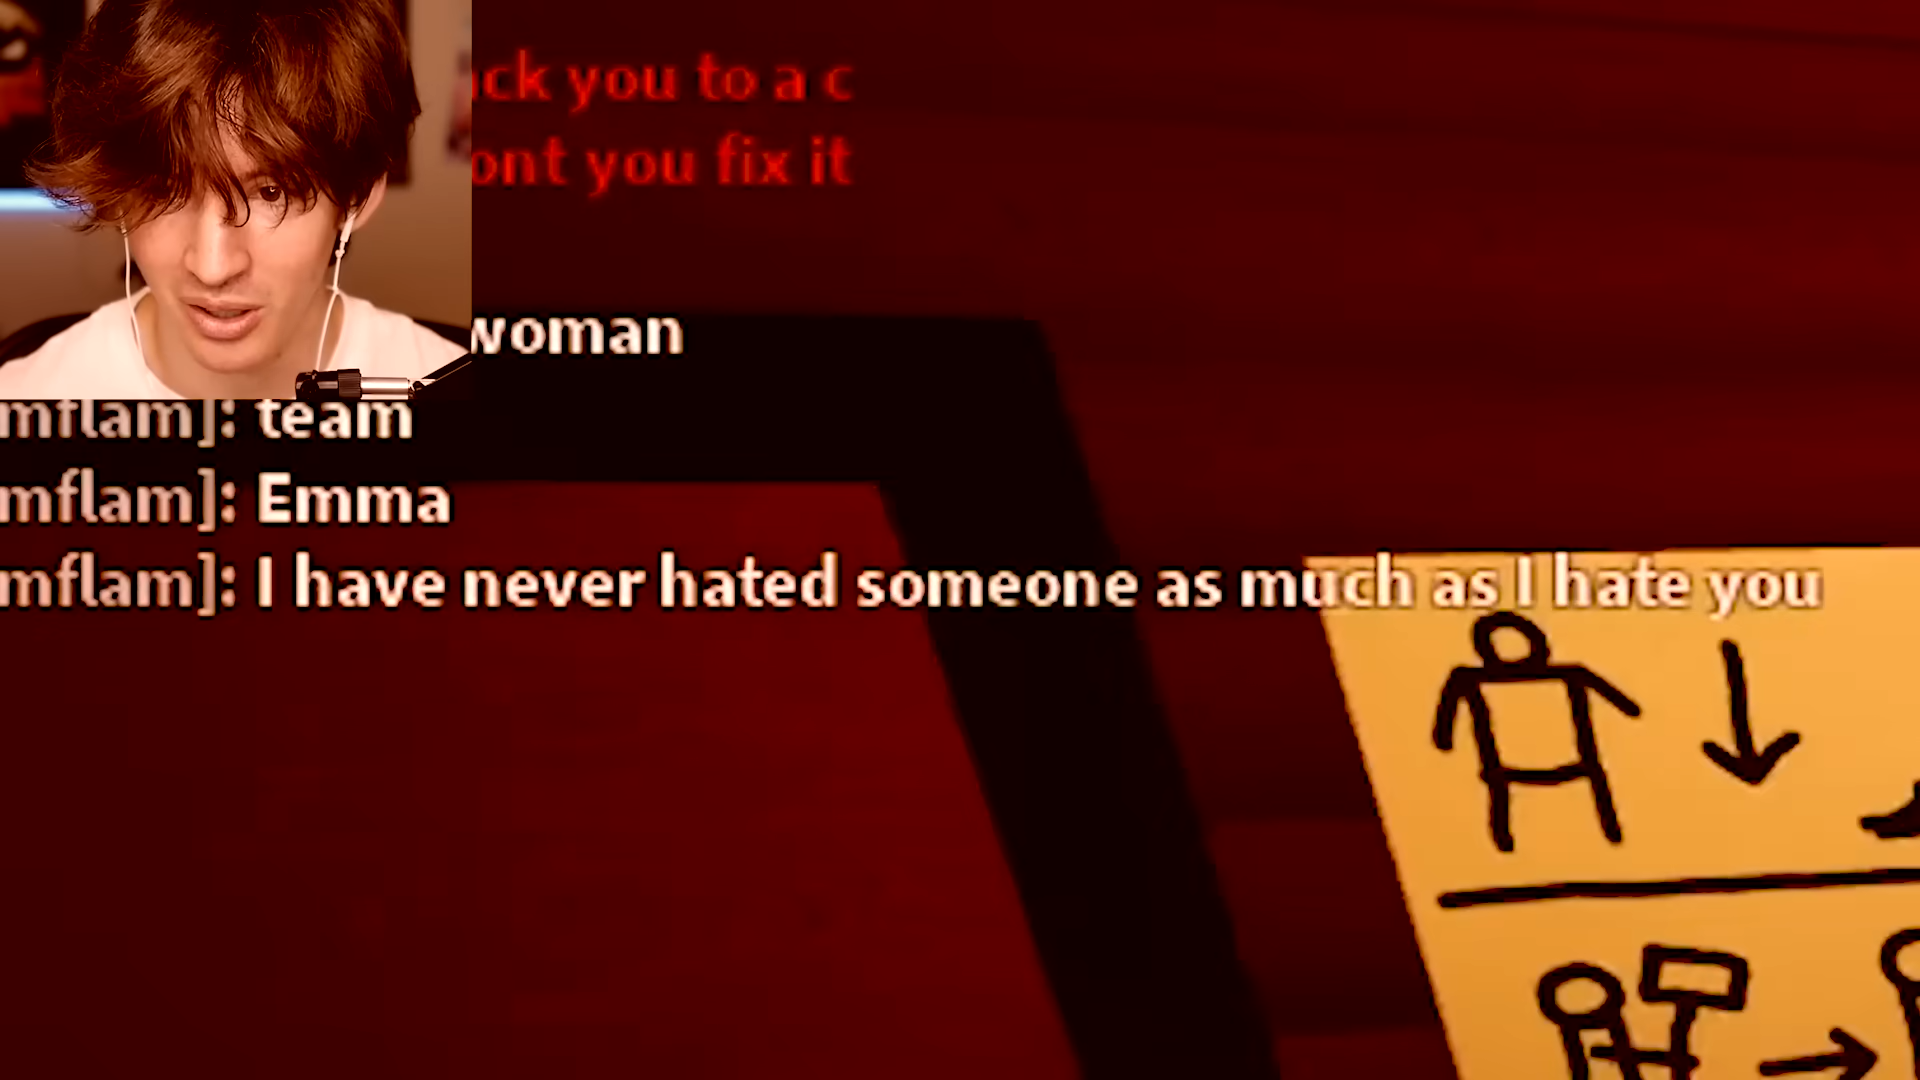 ck you to a c
ont you fix it
woman
mflam]: team
mflam]: Emma
mflam]: I have never hated someone as much as I hate you